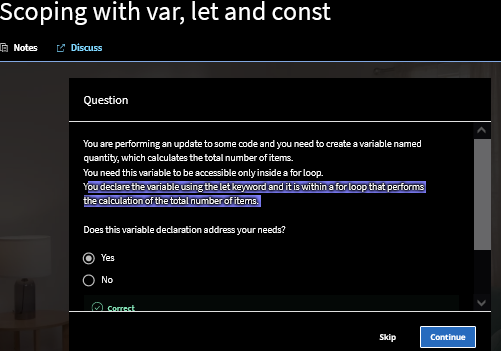 Scoping with var, let and const
Notes Discuss
Question
You are performing an update to some code and you need to create a variable named
quantity, which calculates the total number of items.
You need this variable to be accessible only inside a for loop.
You declare the variable using the let keyword and it is within a for loop that performs
the calculation of the total number of items.
Does this variable declaration address your needs?
Yes
No
Correct
Skip Continue